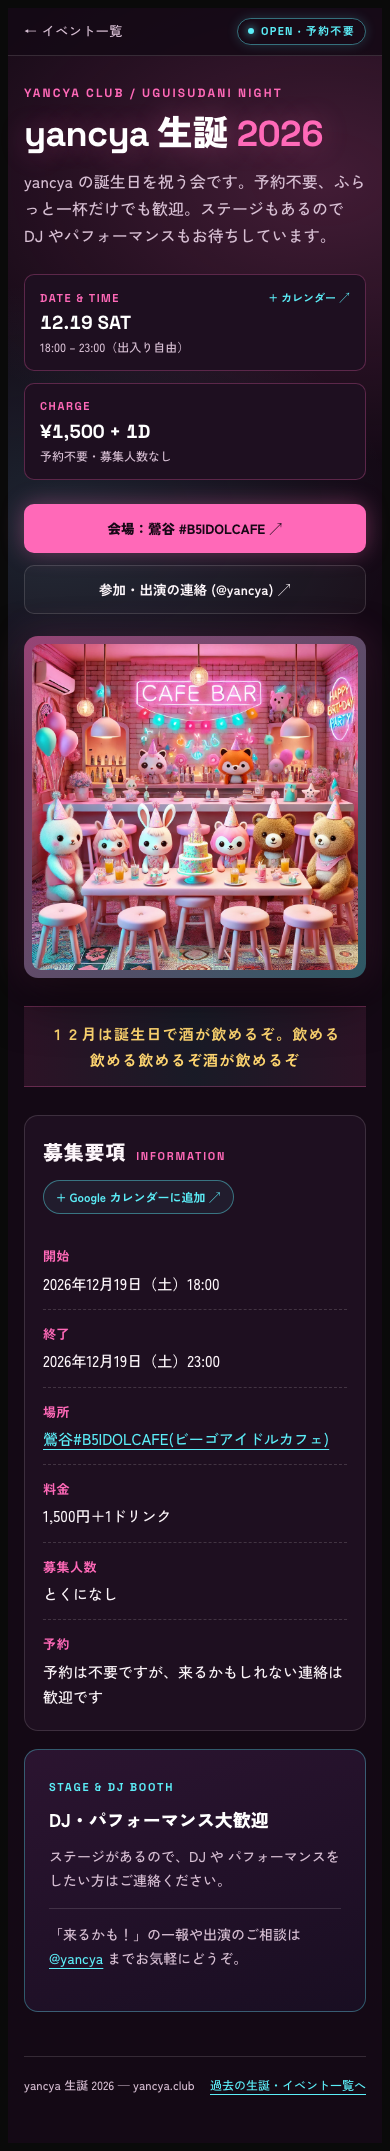 ← イベント一覧
OPEN・予約不要
YANCYA CLUB / UGUISUDANI NIGHT
yancya 生誕 2026
yancya の誕生日を祝う会です。予約不要、ふら
っと一杯だけでも歓迎。ステージもあるので
DJ やパフォーマンスもお待ちしています。
DATE & TIME
+ カレンダー ↗
12.19 SAT
18:00 – 23:00（出入り自由）
CHARGE
¥1,500 + 1D
予約不要・募集人数なし
会場：鶯谷 #B5IDOLCAFE ↗
参加・出演の連絡 (@yancya) ↗
CAFE BAR
HAPPY
BIRTHDAY
PARTY
１２月は誕生日で酒が飲めるぞ。飲める
飲める飲めるぞ酒が飲めるぞ
募集要項 INFORMATION
+ Google カレンダーに追加 ↗
開始
2026年12月19日（土）18:00
終了
2026年12月19日（土）23:00
場所
鶯谷#B5IDOLCAFE(ビーゴアイドルカフェ)
料金
1,500円＋1ドリンク
募集人数
とくになし
予約
予約は不要ですが、来るかもしれない連絡は
歓迎です
STAGE & DJ BOOTH
DJ・パフォーマンス大歓迎
ステージがあるので、DJ や パフォーマンスを
したい方はご連絡ください。
「来るかも！」の一報や出演のご相談は
@yancya までお気軽にどうぞ。
yancya 生誕 2026 — yancya.club
過去の生誕・イベント一覧へ